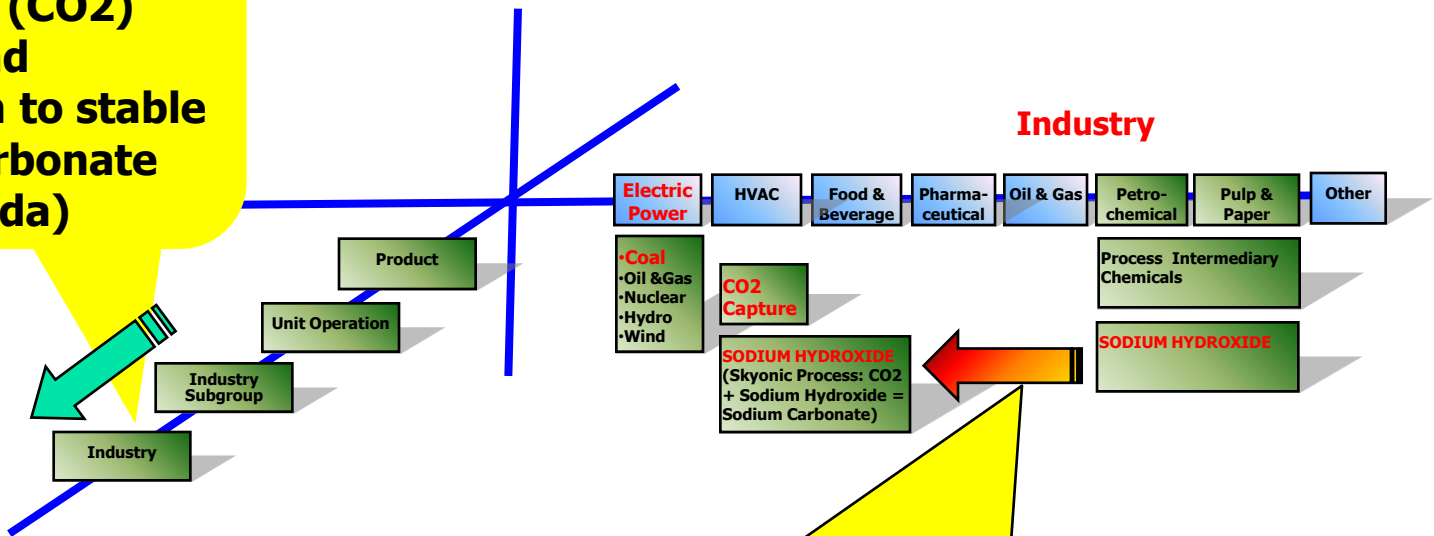 (CO2)
to stable
da)
Industry
Electric
Power
HVAC
Food &
Beverage
Pharma-
ceutical
Oil & Gas
Petro-
chemical
Pulp &
Paper
Other
•Coal
•Oil &Gas
•Nuclear
•Hydro
•Wind
CO2
Capture
SODIUM HYDROXIDE
(Skyonic Process: CO2
+ Sodium Hydroxide =
Sodium Carbonate)
Process Intermediary
Chemicals
SODIUM HYDROXIDE
Product
Unit Operation
Industry
Subgroup
Industry